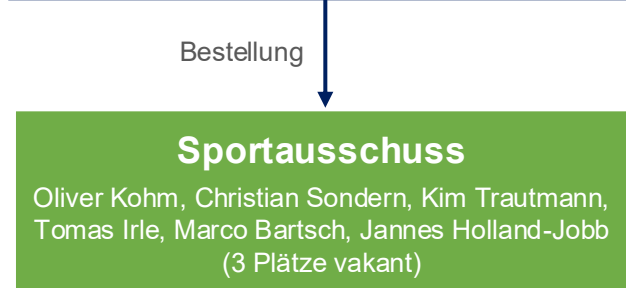 Bestellung
Sportausschuss
Oliver Kohm, Christian Sondern, Kim Trautmann,
Tomas Irle, Marco Bartsch, Jannes Holland-Jobb
(3 Plätze vakant)